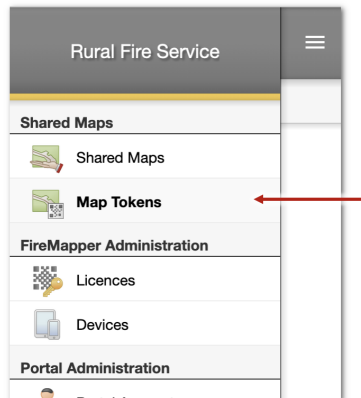 Rural Fire Service
Shared Maps
Shared Maps
Map Tokens
FireMapper Administration
Licences
Devices
Portal Administration